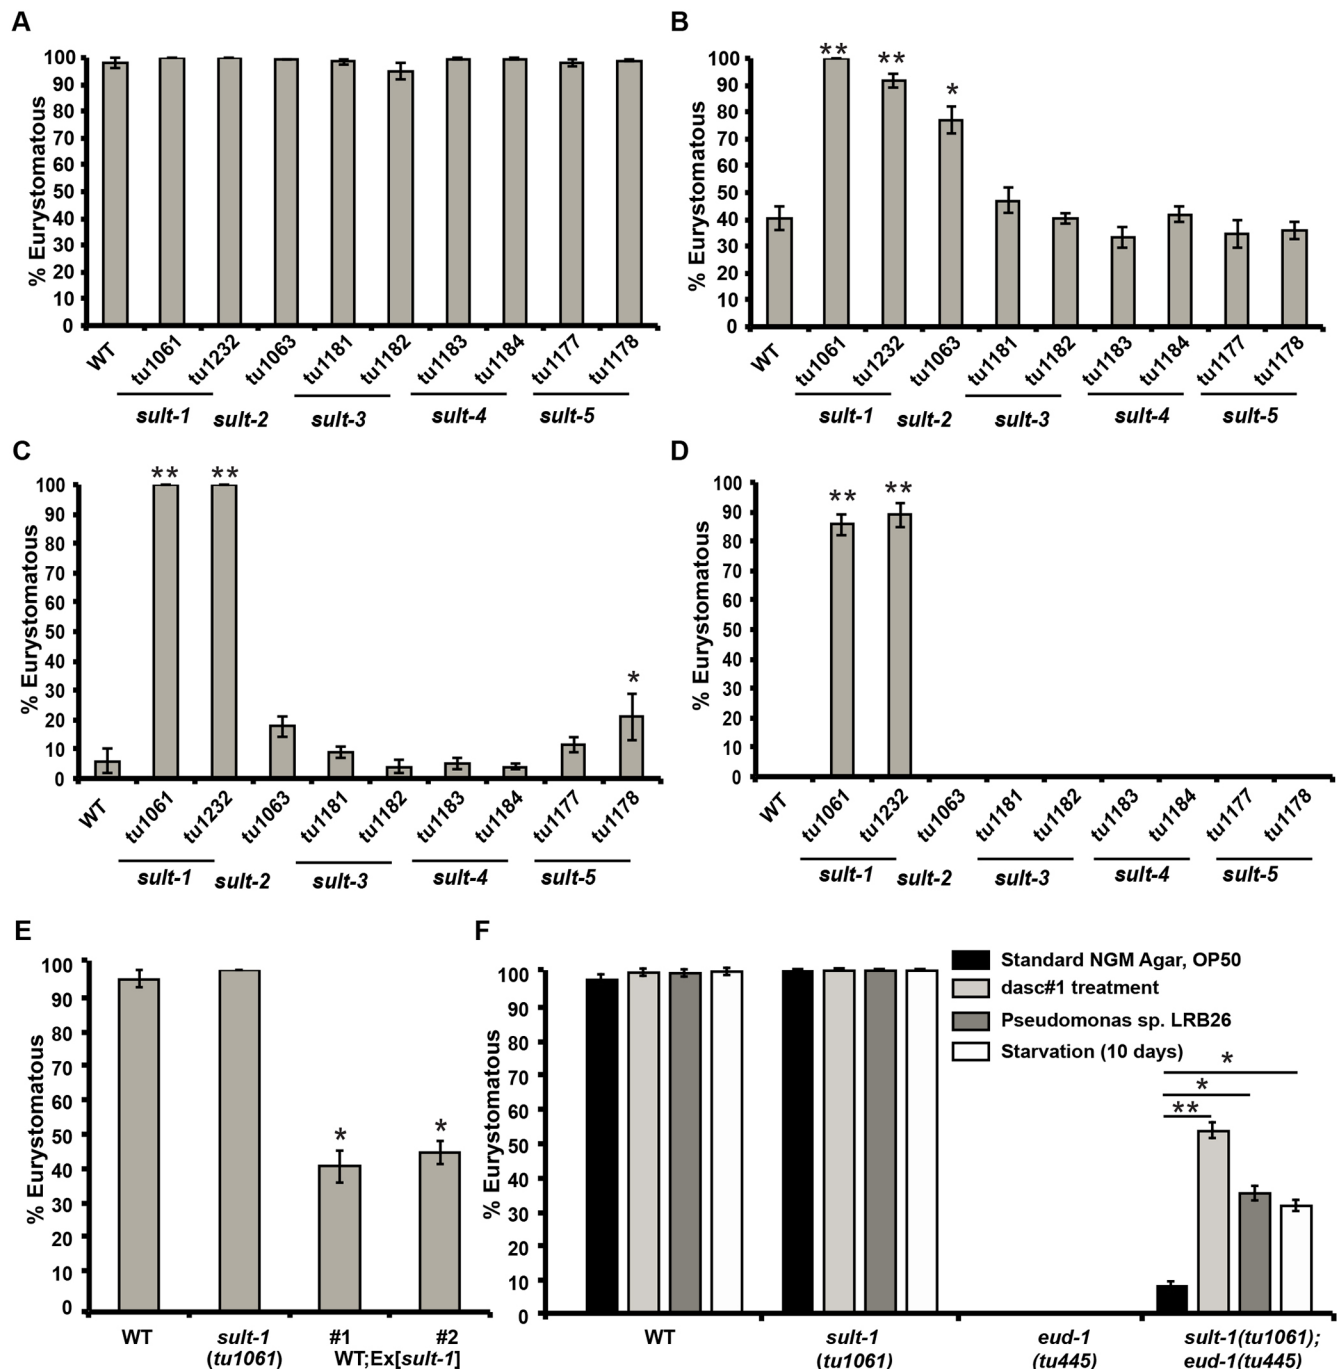 A
% Eurystomatous
100
90
80
70
60
50
40
30
20
10
0
WT
tu1061
tu1232
tu1063
tu1181
tu1182
tu1183
tu1184
tu1177
tu1178
sult-1
sult-2
sult-3
sult-4
sult-5
B
% Eurystomatous
100
90
80
70
60
50
40
30
20
10
0
**
**
*
WT
tu1061
tu1232
tu1063
tu1181
tu1182
tu1183
tu1184
tu1177
tu1178
sult-1
sult-2
sult-3
sult-4
sult-5
C
% Eurystomatous
100
90
80
70
60
50
40
30
20
10
0
**
**
*
WT
tu1061
tu1232
tu1063
tu1181
tu1182
tu1183
tu1184
tu1177
tu1178
sult-1
sult-2
sult-3
sult-4
sult-5
D
% Eurystomatous
100
90
80
70
60
50
40
30
20
10
0
**
**
WT
tu1061
tu1232
tu1063
tu1181
tu1182
tu1183
tu1184
tu1177
tu1178
sult-1
sult-2
sult-3
sult-4
sult-5
E
% Eurystomatous
100
90
80
70
60
50
40
30
20
10
0
*
*
WT
sult-1
(tu1061)
#1
#2
WT;Ex[sult-1]
F
% Eurystomatous
100
90
80
70
60
50
40
30
20
10
0
Standard NGM Agar, OP50
dasc#1 treatment
Pseudomonas sp. LRB26
Starvation (10 days)
*
*
**
WT
sult-1
(tu1061)
eud-1
(tu445)
sult-1(tu1061);
eud-1(tu445)